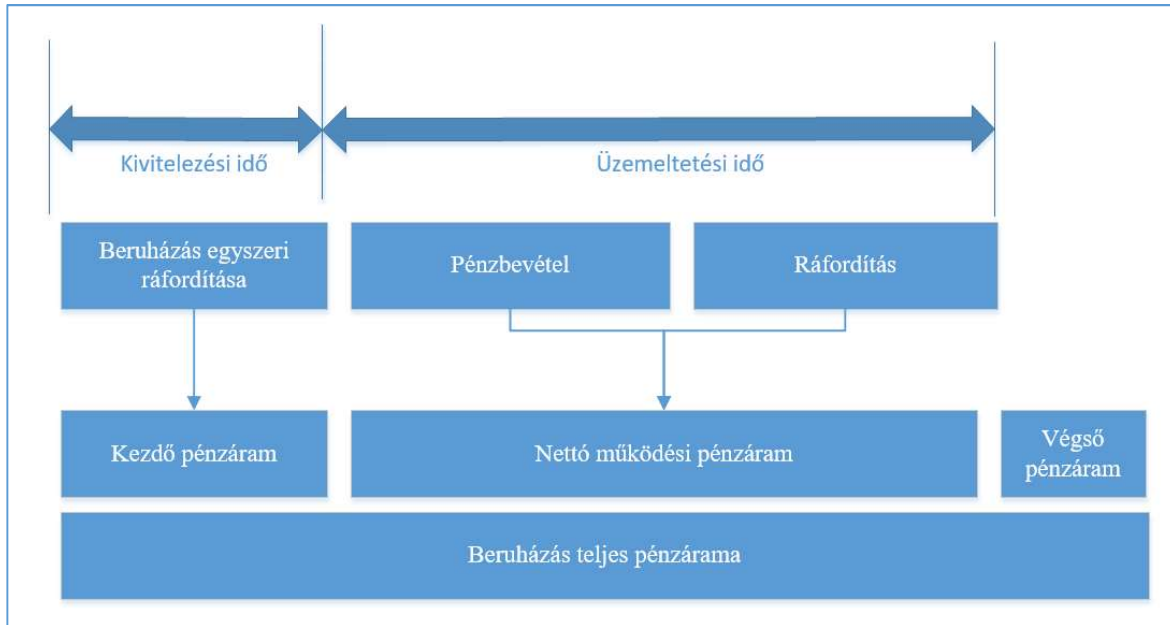 Kivitelezési idő
Üzemeltetési idő
Beruházás egyszeri
ráfordítása
Pénzbevétel
Ráfordítás
Kezdő pénzáram
Nettó működési pénzáram
Végső
pénzáram
Beruházás teljes pénzárama